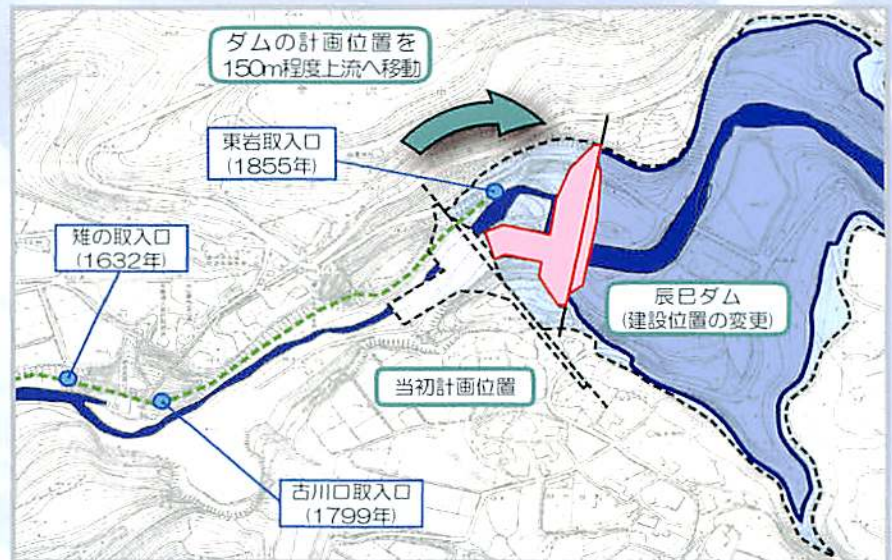 ダムの計画位置を
150m程度上流へ移動
東岩取入口
(1855年)
雉の取入口
(1632年)
辰巳ダム
(建設位置の変更)
当初計画位置
古川口取入口
(1799年)